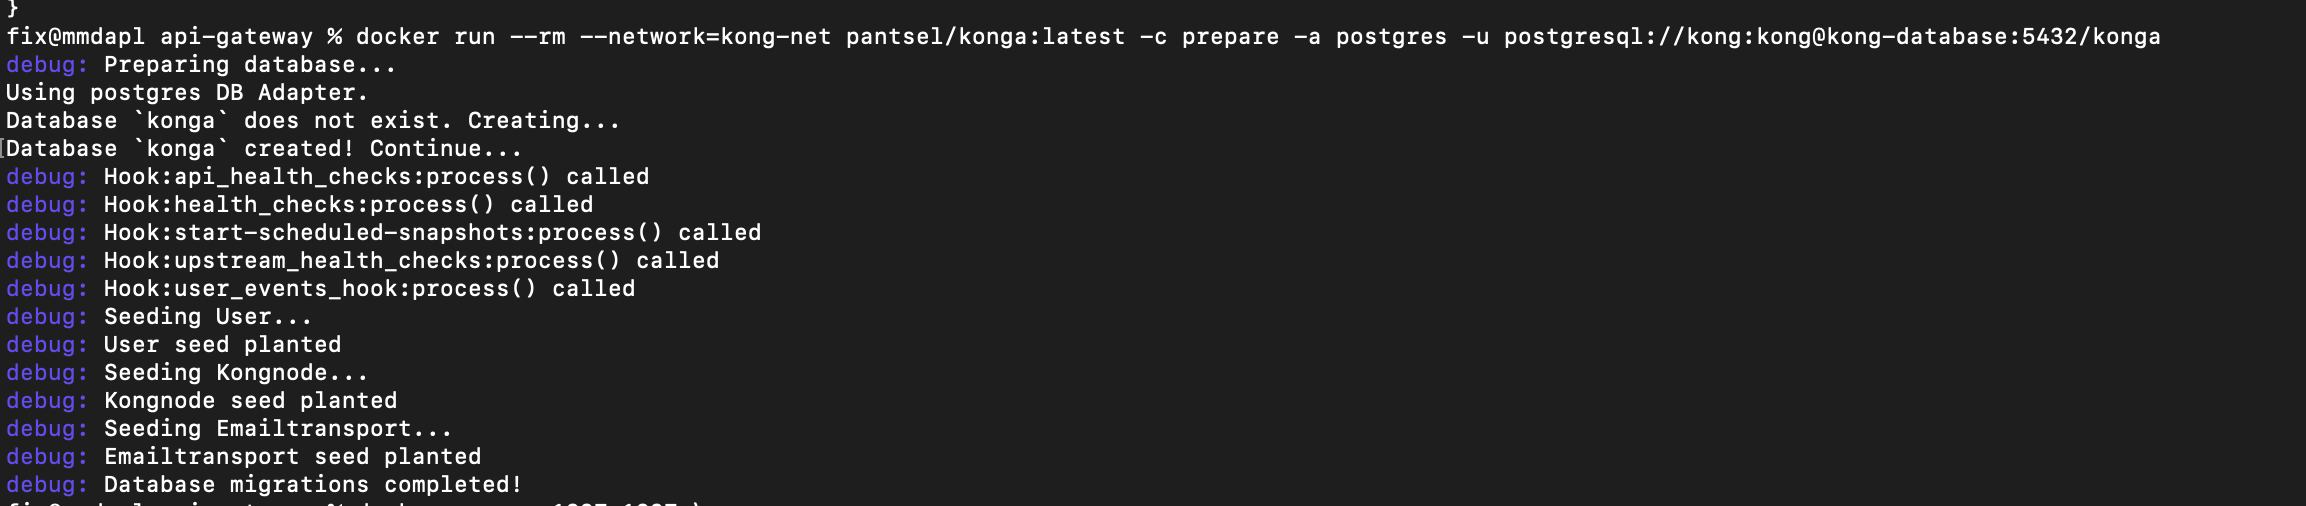 }
fix@mmdapl api-gateway % docker run --rm --network=kong-net pantsel/konga:latest -c prepare -a postgres -u postgresql://kong:kong@kong-database:5432/konga
debug: Preparing database...
Using postgres DB Adapter.
Database `konga` does not exist. Creating...
[Database `konga` created! Continue...
debug: Hook:api_health_checks:process() called
debug: Hook:health_checks:process() called
debug: Hook:start-scheduled-snapshots:process() called
debug: Hook:upstream_health_checks:process() called
debug: Hook:user_events_hook:process() called
debug: Seeding User...
debug: User seed planted
debug: Seeding Kongnode...
debug: Kongnode seed planted
debug: Seeding Emailtransport...
debug: Emailtransport seed planted
debug: Database migrations completed!